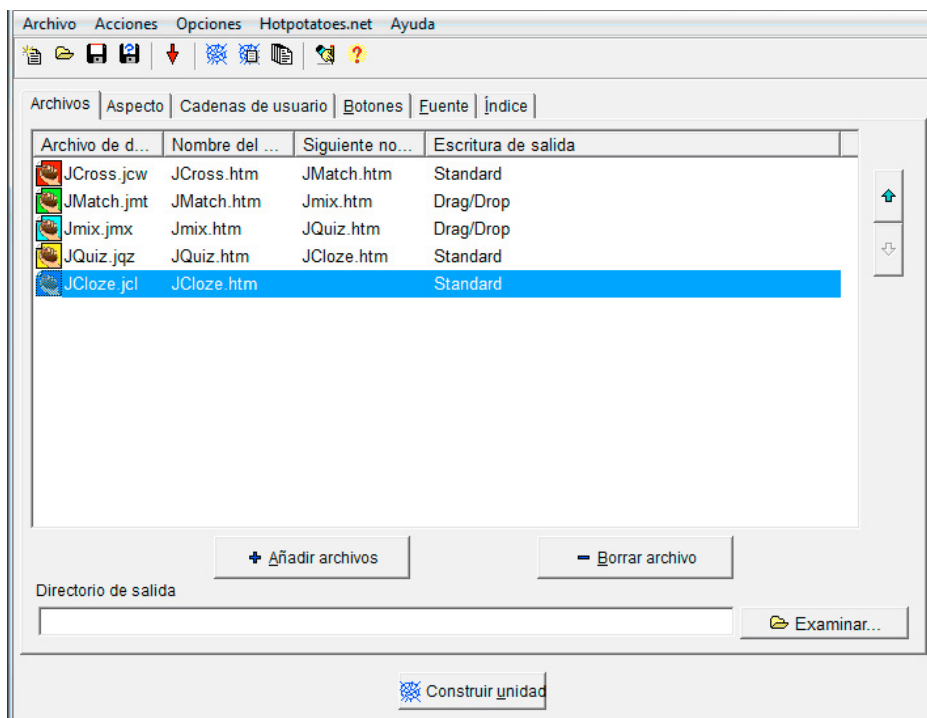 Archivo Acciones Opciones Hotpotatoes.net Ayuda
Archivos Aspecto Cadenas de usuario Botones Fuente Índice
Archivo de d... Nombre del ... Siguiente no... Escritura de salida
JCross.jcw JCross.htm JMatch.htm Standard
JMatch.jmt JMatch.htm Jmix.htm Drag/Drop
Jmix.jmx Jmix.htm JQuiz.htm Drag/Drop
JQuiz.jqz JQuiz.htm JCloze.htm Standard
JCloze.jcl JCloze.htm Standard
Añadir archivos Borrar archivo
Directorio de salida
Examinar...
Construir unidad